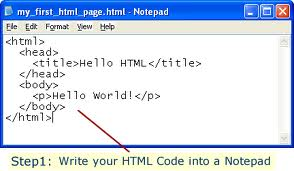 my_first_html_page.html - Notepad
File Edit Format View Help
<html>
<head>
<title>Hello HTML</title>
</head>
<body>
<p>Hello World!</p>
</body>
</html>
Step1: Write your HTML Code into a Notepad